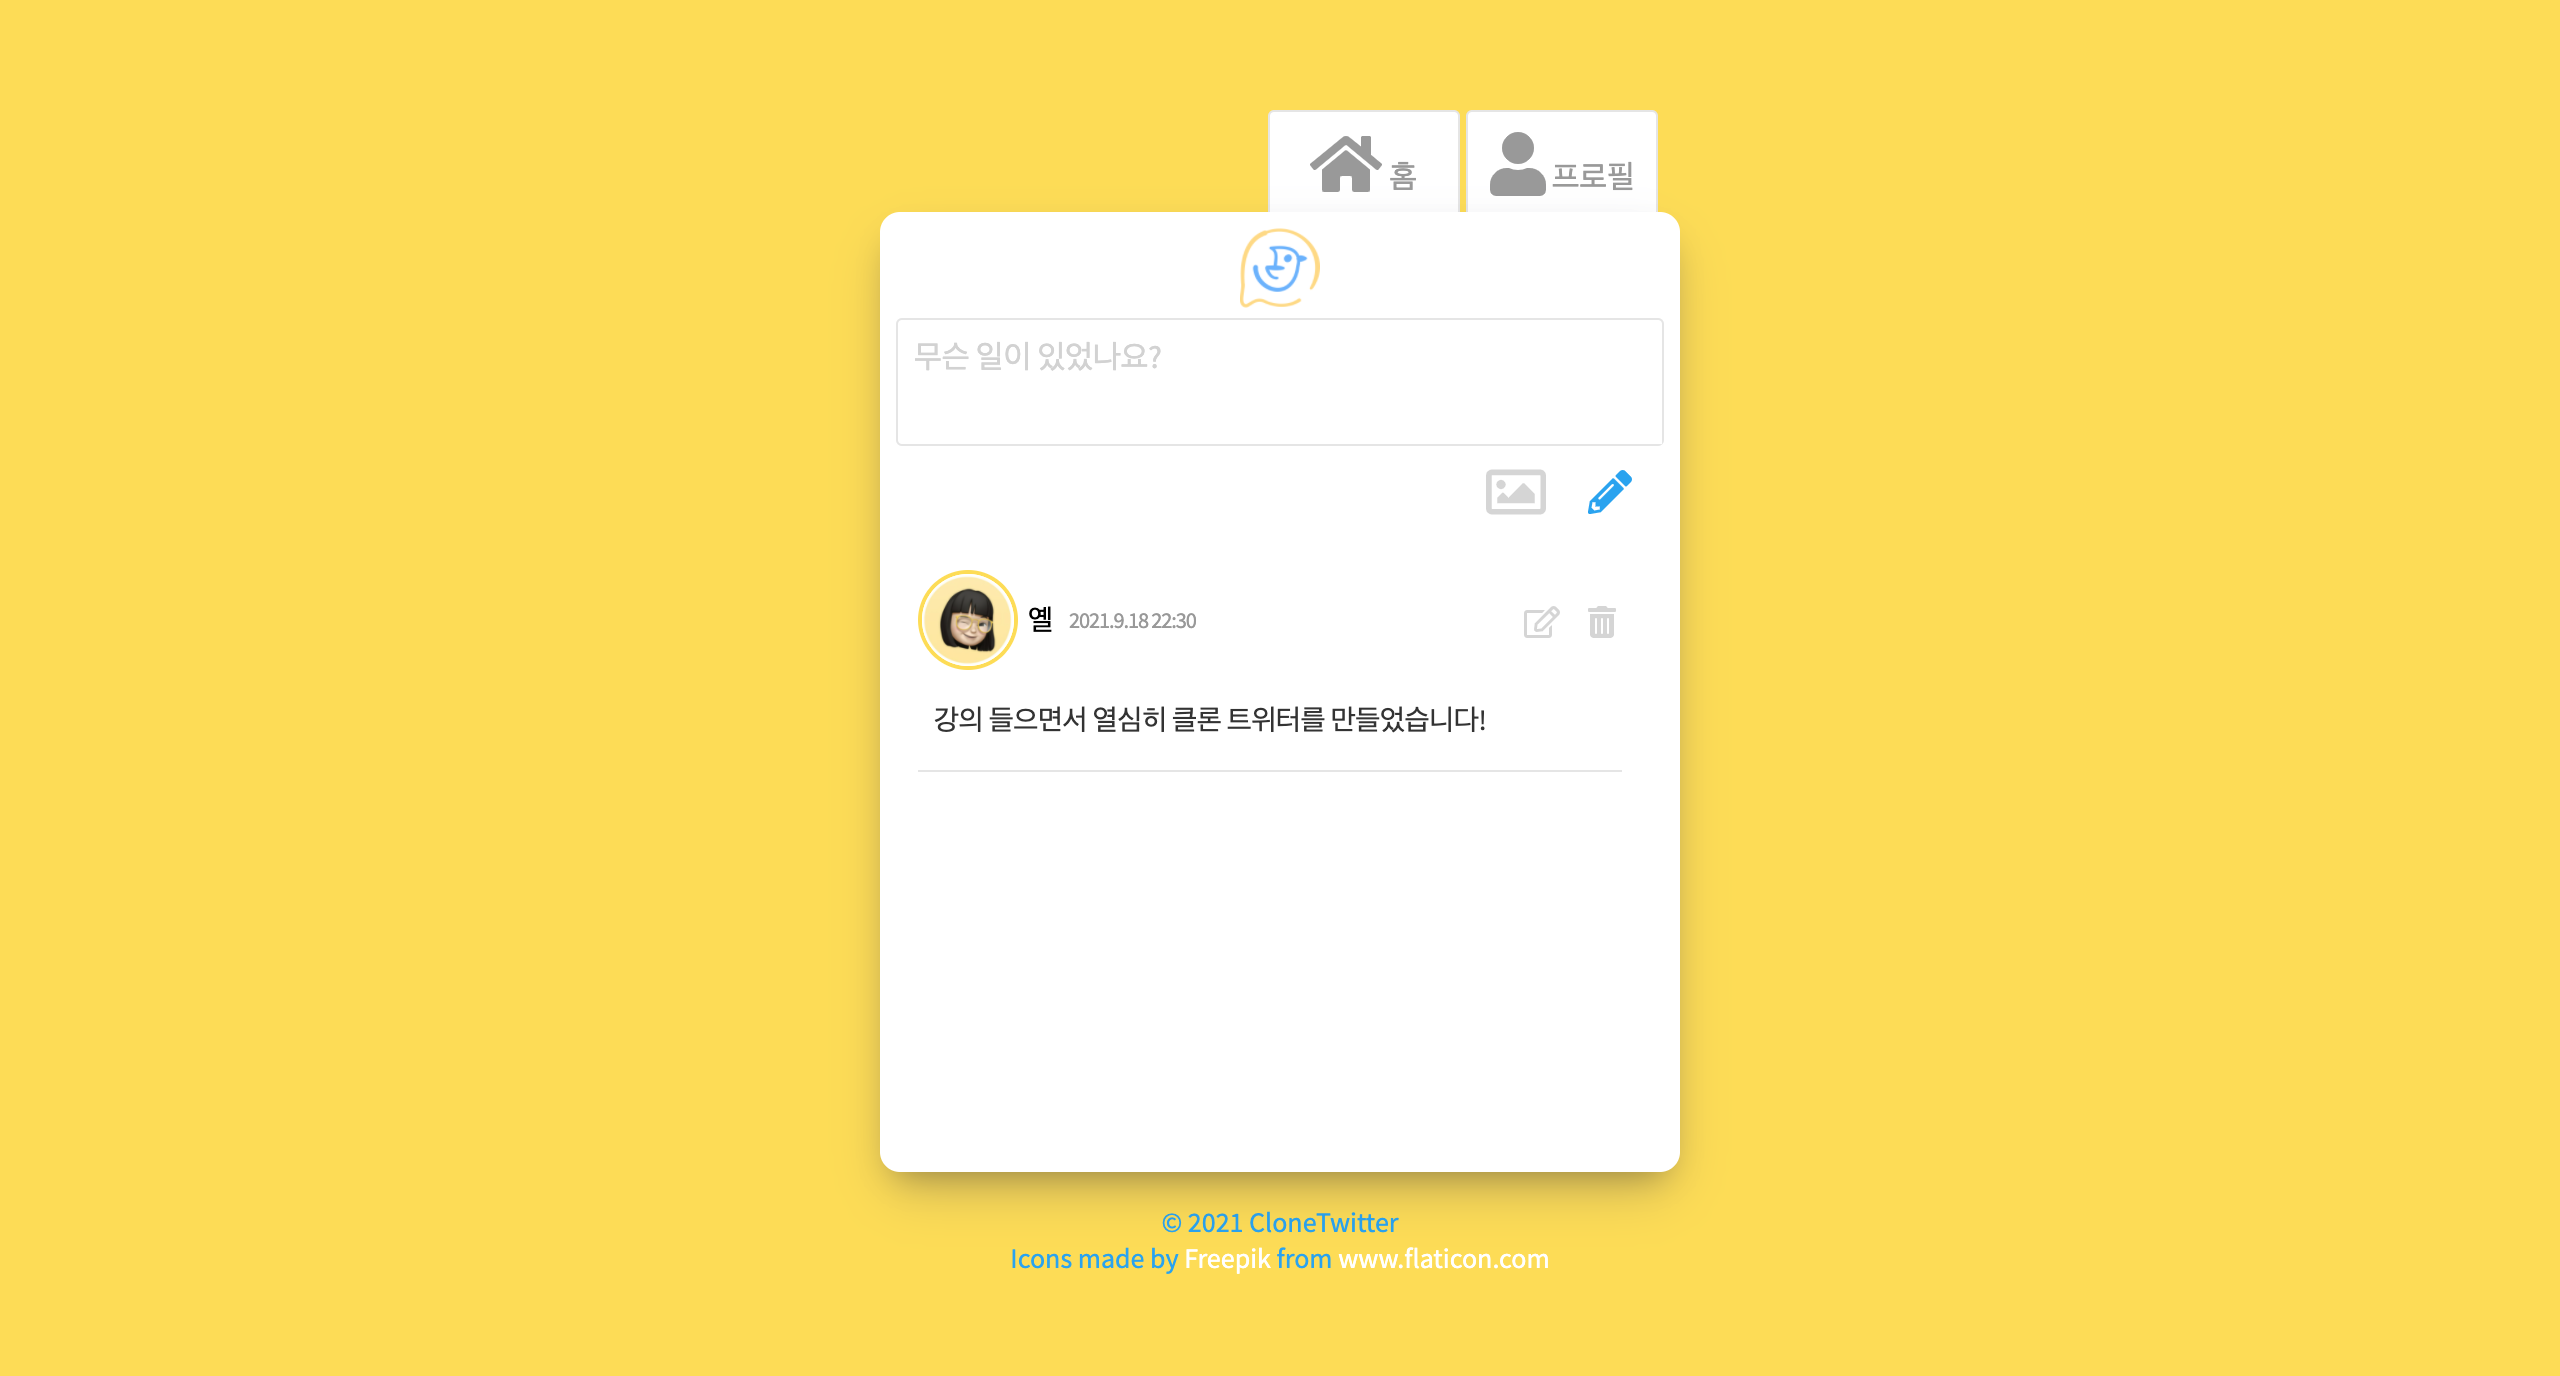 홈 프로필
무슨 일이 있었나요?
옐 2021.9.18 22:30
강의 들으면서 열심히 클론 트위터를 만들었습니다!
© 2021 CloneTwitter
Icons made by Freepik from www.flaticon.com